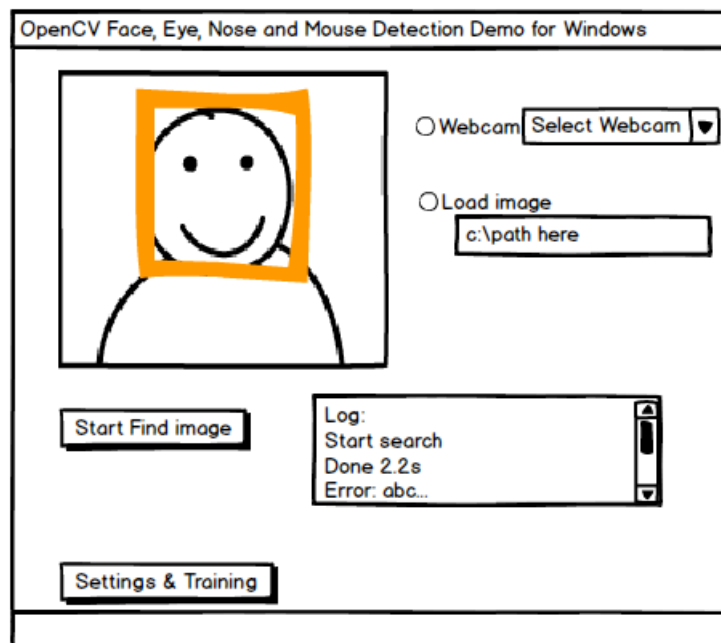 OpenCV Face, Eye, Nose and Mouse Detection Demo for Windows
Webcam Select Webcam
Load image
c:\path here
Start Find image
Log:
Start search
Done 2.2s
Error: abc...
Settings & Training